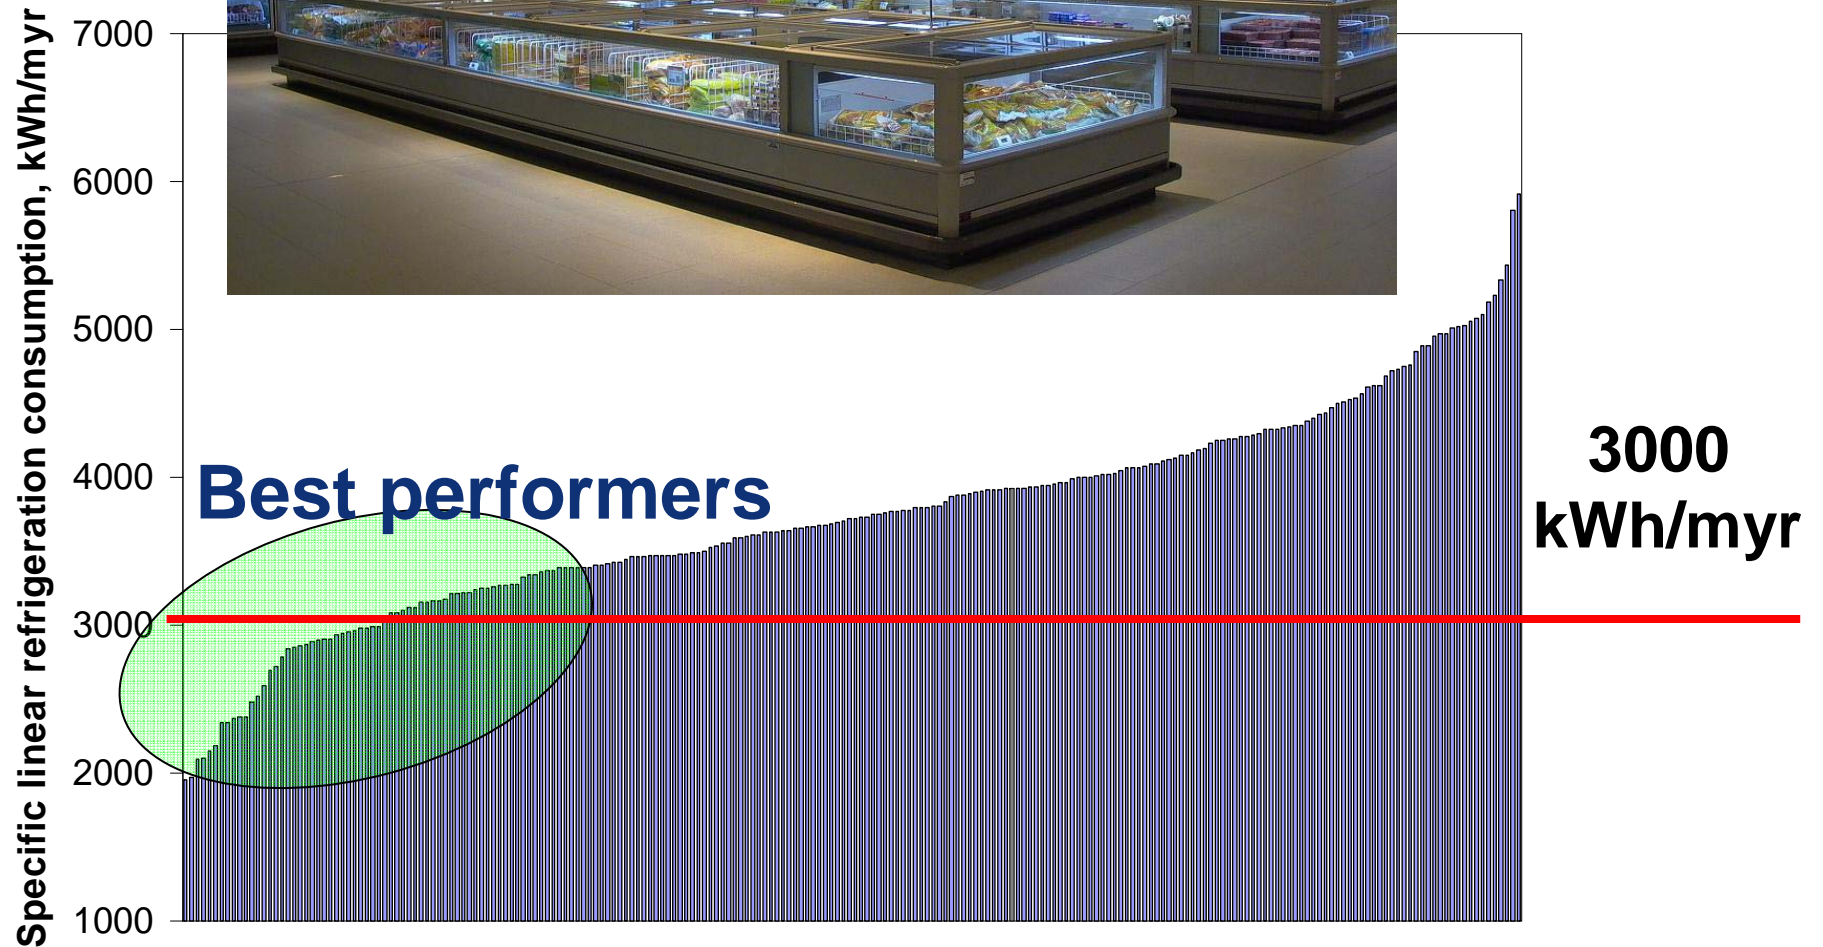 Specific linear refrigeration consumption, kWh/myr
7000
6000
5000
4000
3000
2000
1000
Best performers
3000
kWh/myr